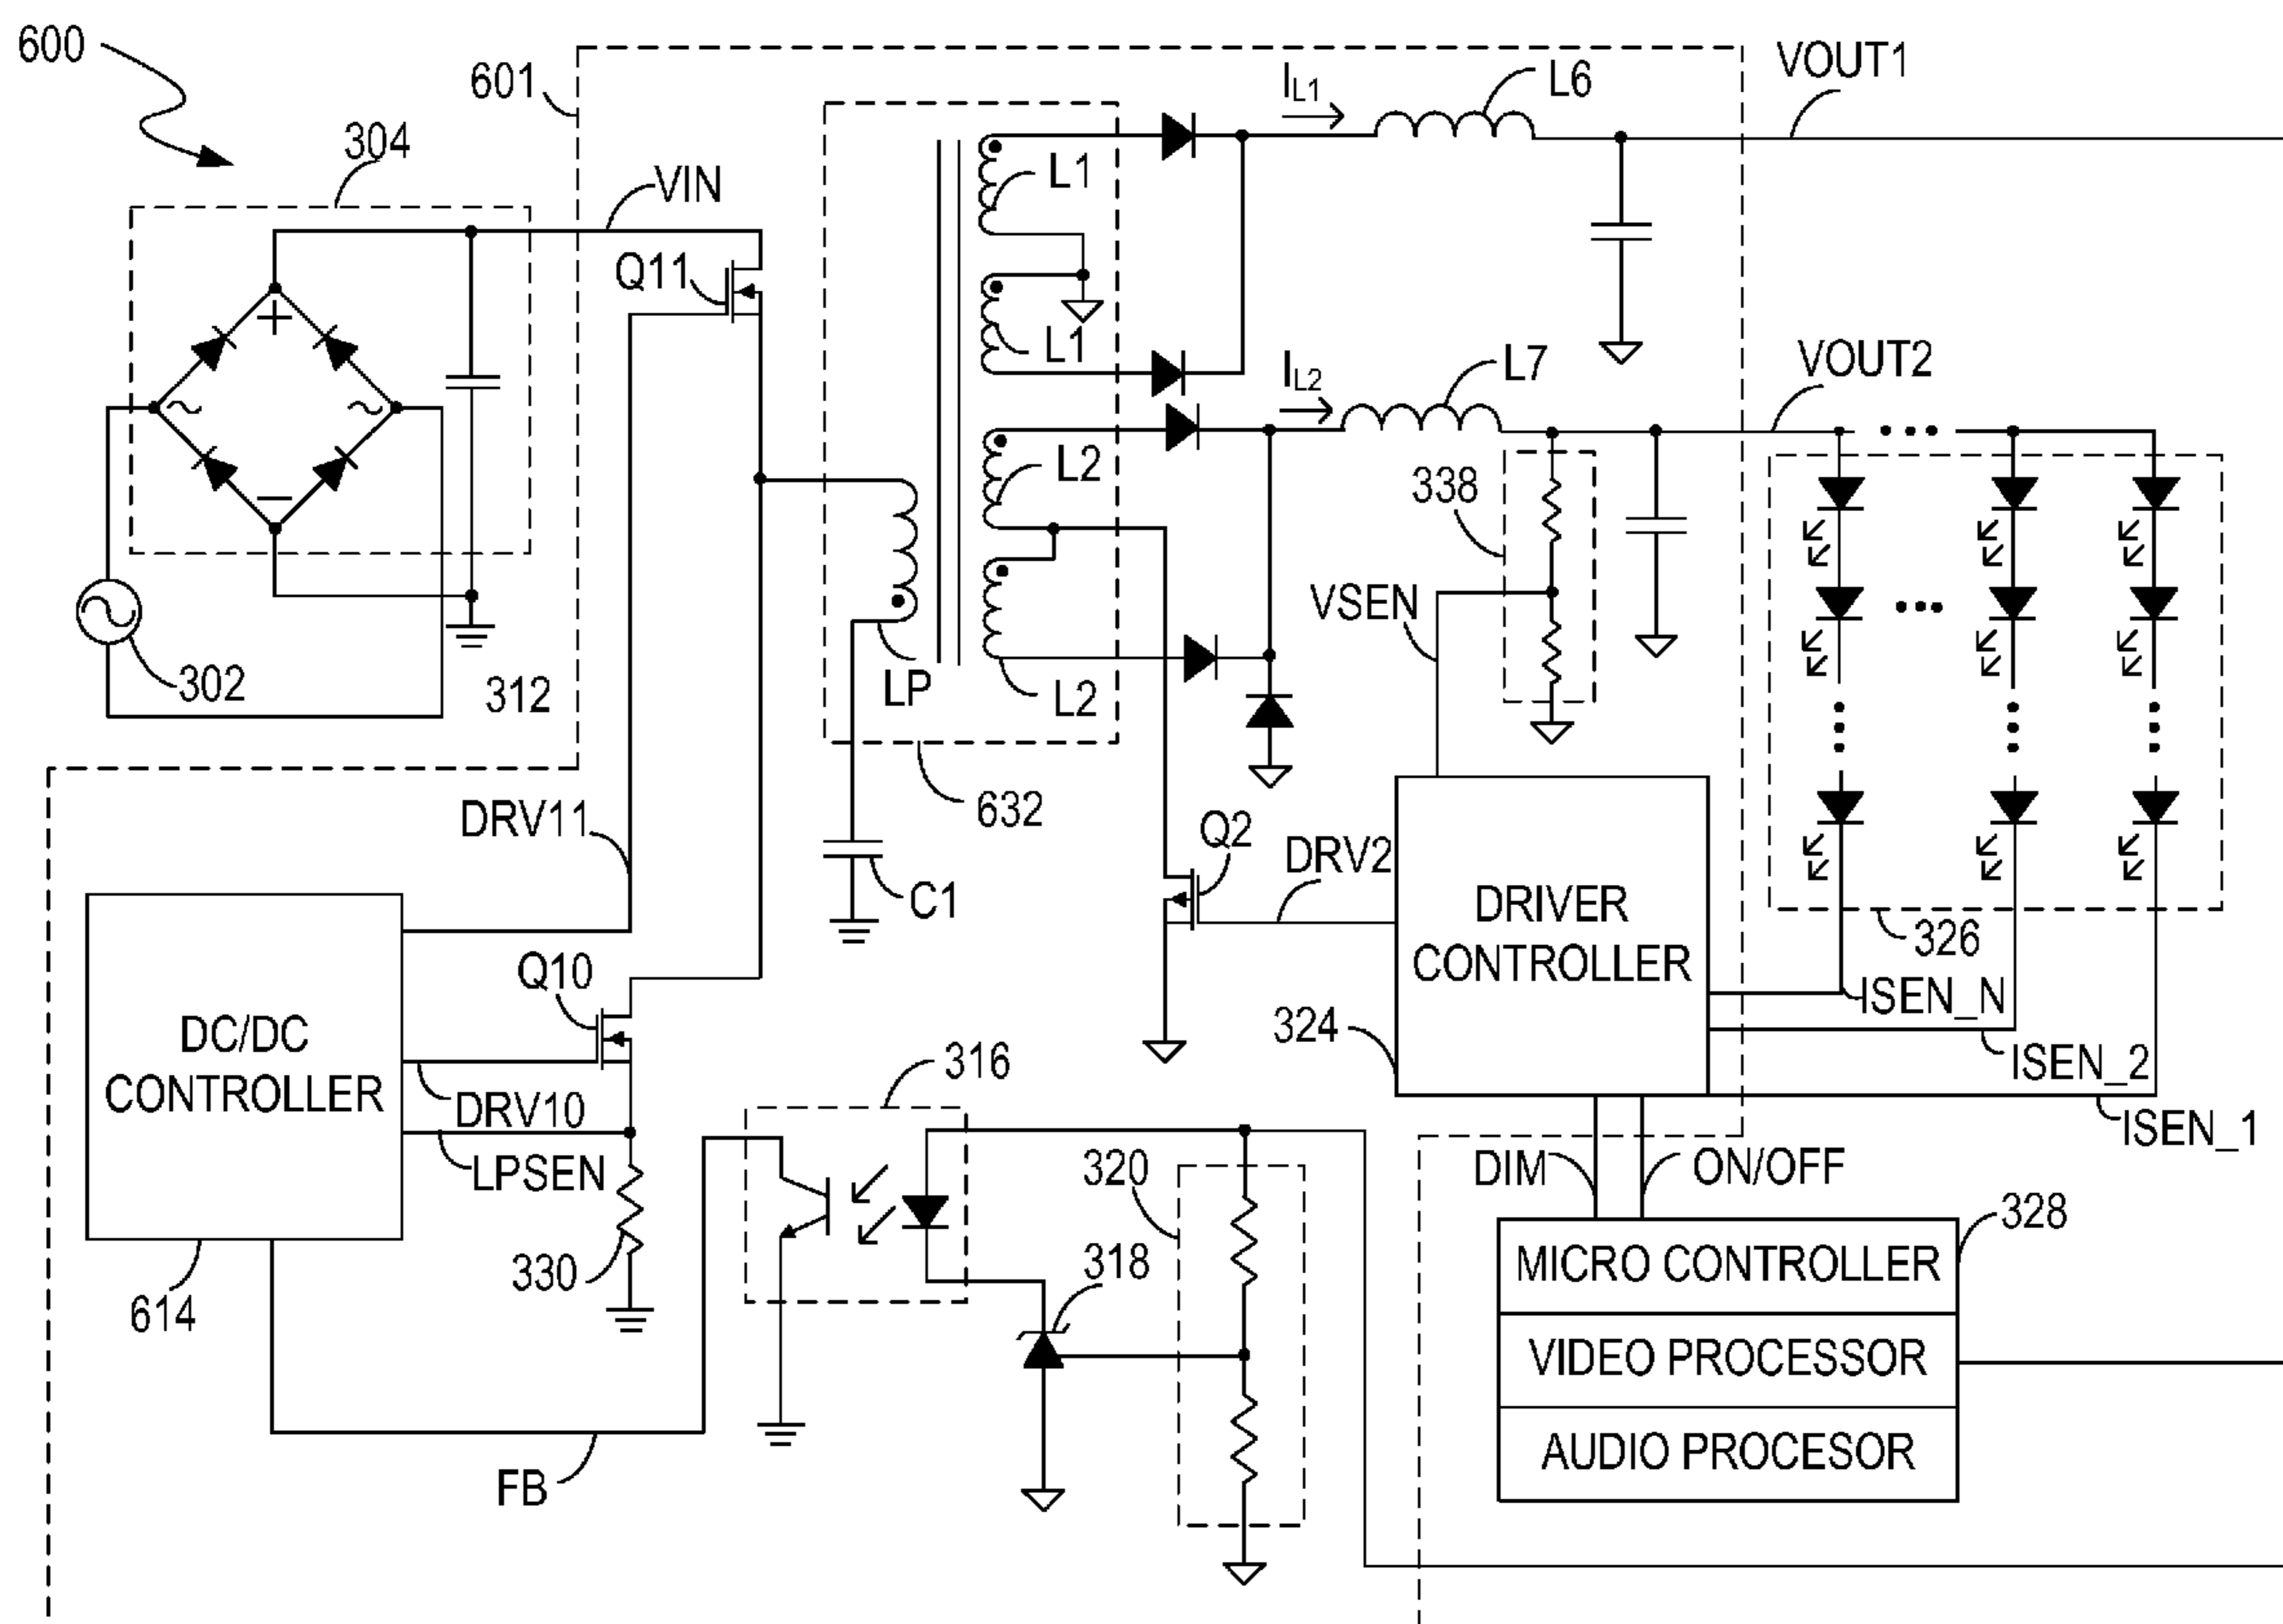 600
601
304
VIN
Q11
302
312
DRV11
L1
L1
L2
L2
LP
632
C1
IL1
L6
VOUT1
IL2
L7
VOUT2
338
VSEN
Q2
DRV2
DRIVER
CONTROLLER
324
326
ISEN_N
ISEN_2
ISEN_1
DC/DC
CONTROLLER
Q10
DRV10
LPSEN
330
614
FB
316
318
320
DIM
ON/OFF
328
MICRO CONTROLLER
VIDEO PROCESSOR
AUDIO PROCESOR